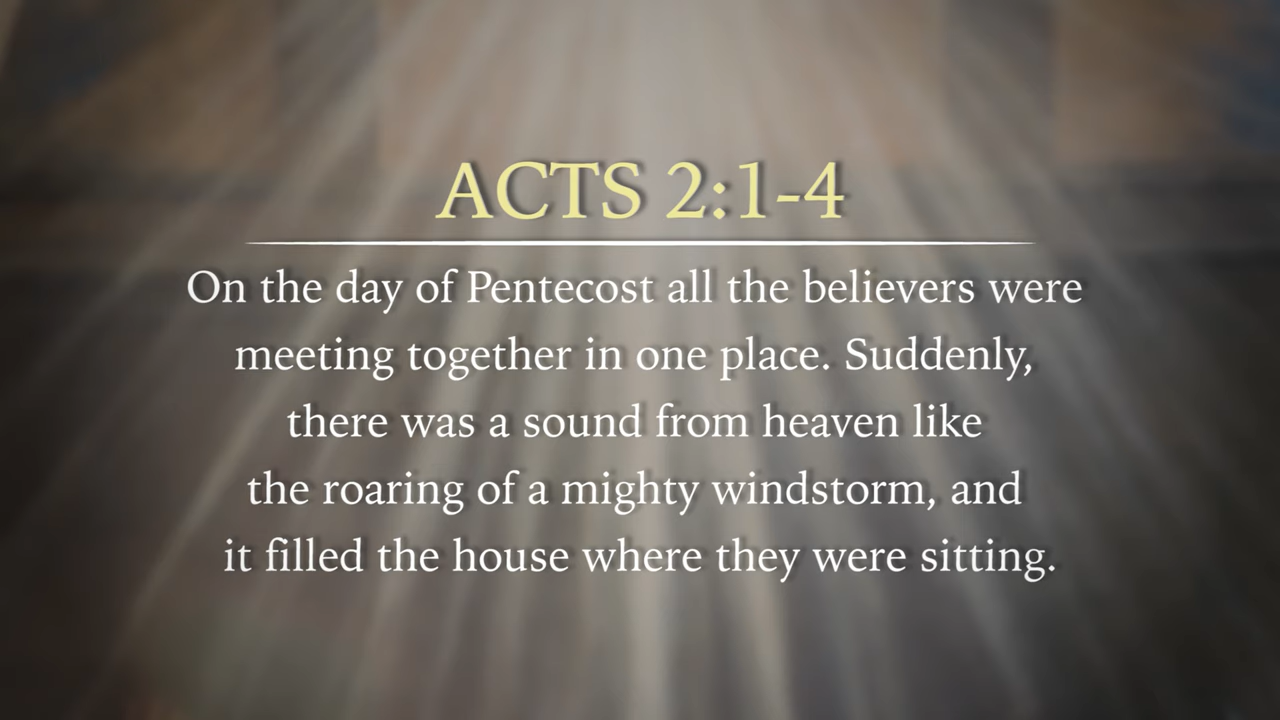 ACTS 2:1-4
On the day of Pentecost all the believers were
meeting together in one place. Suddenly,
there was a sound from heaven like
the roaring of a mighty windstorm, and
it filled the house where they were sitting.